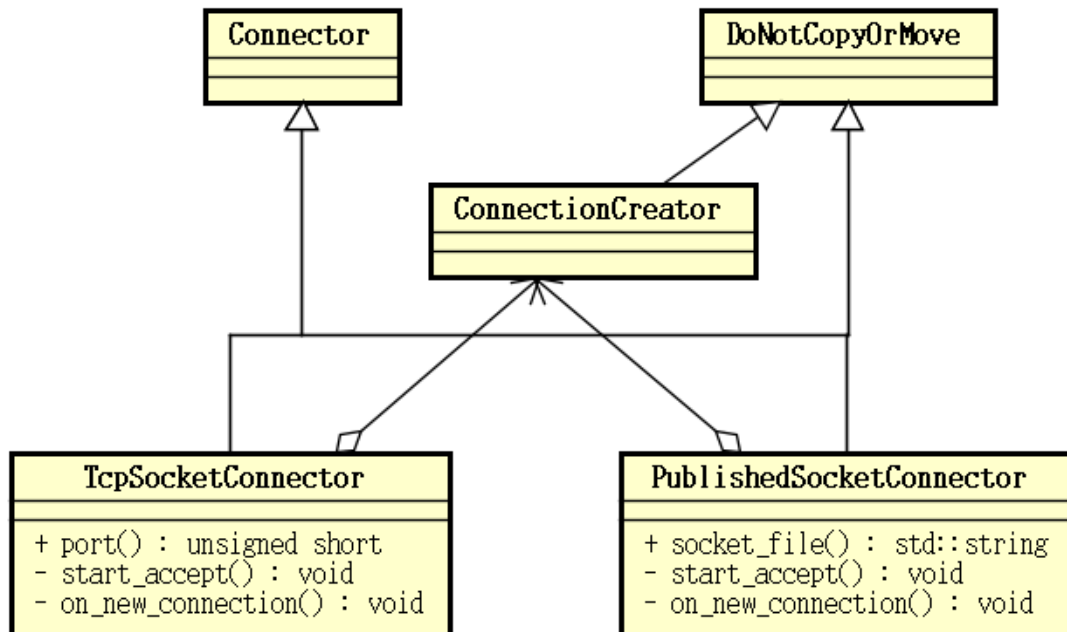 Connector
DoNotCopyOrMove
ConnectionCreator
TcpSocketConnector
+ port() : unsigned short
- start_accept() : void
- on_new_connection() : void
PublishedSocketConnector
+ socket_file() : std::string
- start_accept() : void
- on_new_connection() : void